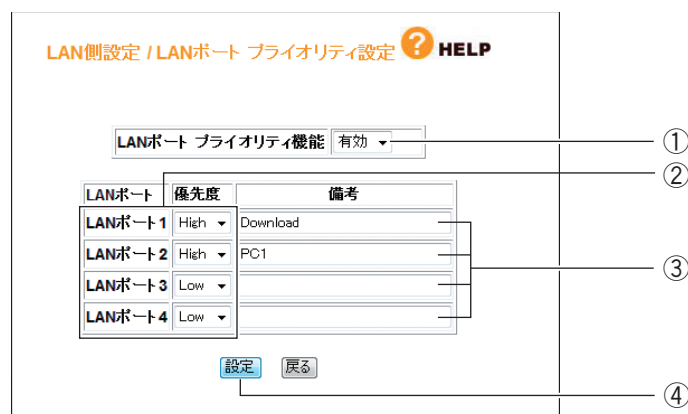 LAN側設定 / LANポート プライオリティ設定 ? HELP
LANポート プライオリティ機能 有効
①
②
LANポート 優先度 備考
LANポート1 High Download
LANポート2 High PC1
③
LANポート3 Low
LANポート4 Low
設定 戻る
④